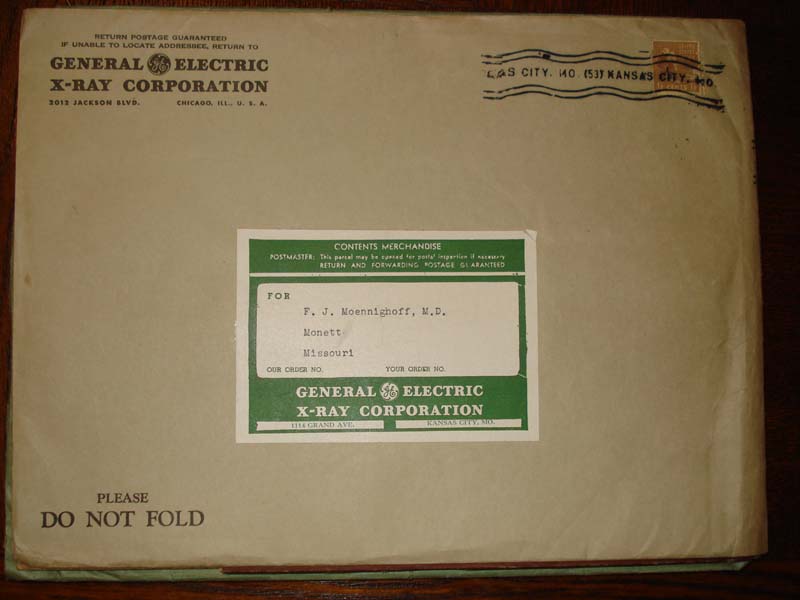 RETURN POSTAGE GUARANTEED
IF UNABLE TO LOCATE ADDRESSEE, RETURN TO
GENERAL GE ELECTRIC
X-RAY CORPORATION
2012 JACKSON BLVD. CHICAGO, ILL., U. S. A.
CITY, MO. (53) KANSAS CITY, MO.
CONTENTS MERCHANDISE
POSTMASTER: This parcel may be opened for postal inspection if necessary
RETURN AND FORWARDING POSTAGE GUARANTEED
FOR
F. J. Moennighoff, M.D.
Monett
Missouri
OUR ORDER NO. YOUR ORDER NO.
GENERAL GE ELECTRIC
X-RAY CORPORATION
GRAND AVE. KANSAS CITY, MO.
PLEASE
DO NOT FOLD